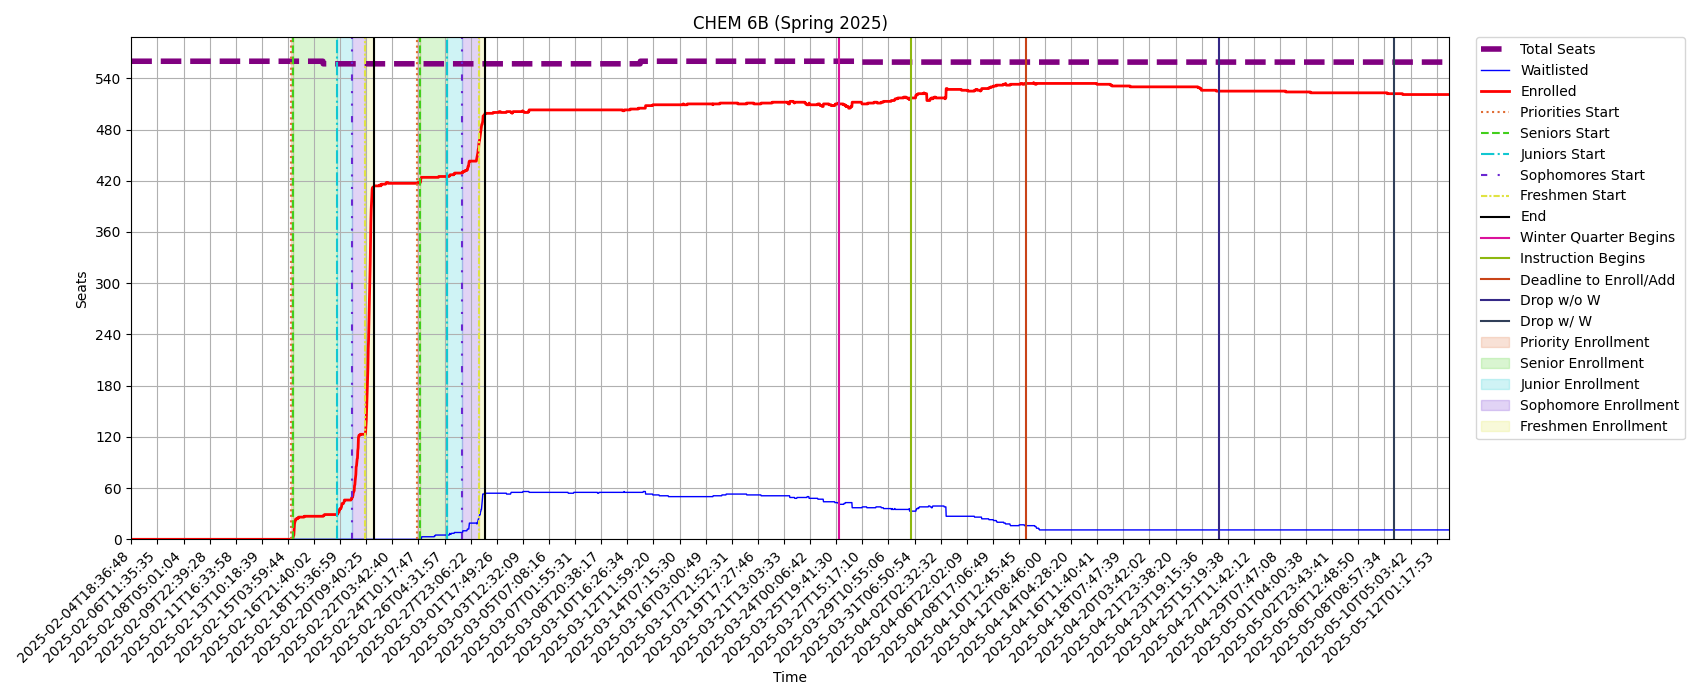 CHEM 6B (Spring 2025)
Seats
540
480
420
360
300
240
180
120
60
0
2025-02-04T18:36:48
2025-02-06T11:35:35
2025-02-08T05:01:04
2025-02-09T22:39:28
2025-02-11T16:33:58
2025-02-13T10:18:39
2025-02-15T03:59:44
2025-02-16T21:40:02
2025-02-18T15:36:59
2025-02-20T09:40:25
2025-02-22T03:42:40
2025-02-24T10:17:47
2025-02-26T04:31:57
2025-02-27T23:06:22
2025-03-01T17:49:26
2025-03-03T12:32:09
2025-03-05T07:08:16
2025-03-07T01:55:31
2025-03-08T20:38:17
2025-03-10T16:26:34
2025-03-12T11:59:20
2025-03-14T07:15:30
2025-03-16T03:00:49
2025-03-17T21:52:31
2025-03-19T17:27:46
2025-03-21T13:03:33
2025-03-24T00:06:42
2025-03-25T19:41:30
2025-03-27T15:17:10
2025-03-29T10:55:06
2025-03-31T06:50:54
2025-04-02T02:32:32
2025-04-06T22:02:09
2025-04-08T17:06:49
2025-04-10T12:45:45
2025-04-12T08:46:00
2025-04-14T04:28:20
2025-04-16T11:40:41
2025-04-18T07:47:39
2025-04-20T03:42:02
2025-04-21T23:38:20
2025-04-23T19:15:36
2025-04-25T15:19:38
2025-04-27T11:42:12
2025-04-29T07:47:08
2025-05-01T04:00:38
2025-05-02T23:43:41
2025-05-06T12:48:50
2025-05-08T08:57:34
2025-05-10T05:03:42
2025-05-12T01:17:53
Time
Total Seats
Waitlisted
Enrolled
Priorities Start
Seniors Start
Juniors Start
Sophomores Start
Freshmen Start
End
Winter Quarter Begins
Instruction Begins
Deadline to Enroll/Add
Drop w/o W
Drop w/ W
Priority Enrollment
Senior Enrollment
Junior Enrollment
Sophomore Enrollment
Freshmen Enrollment